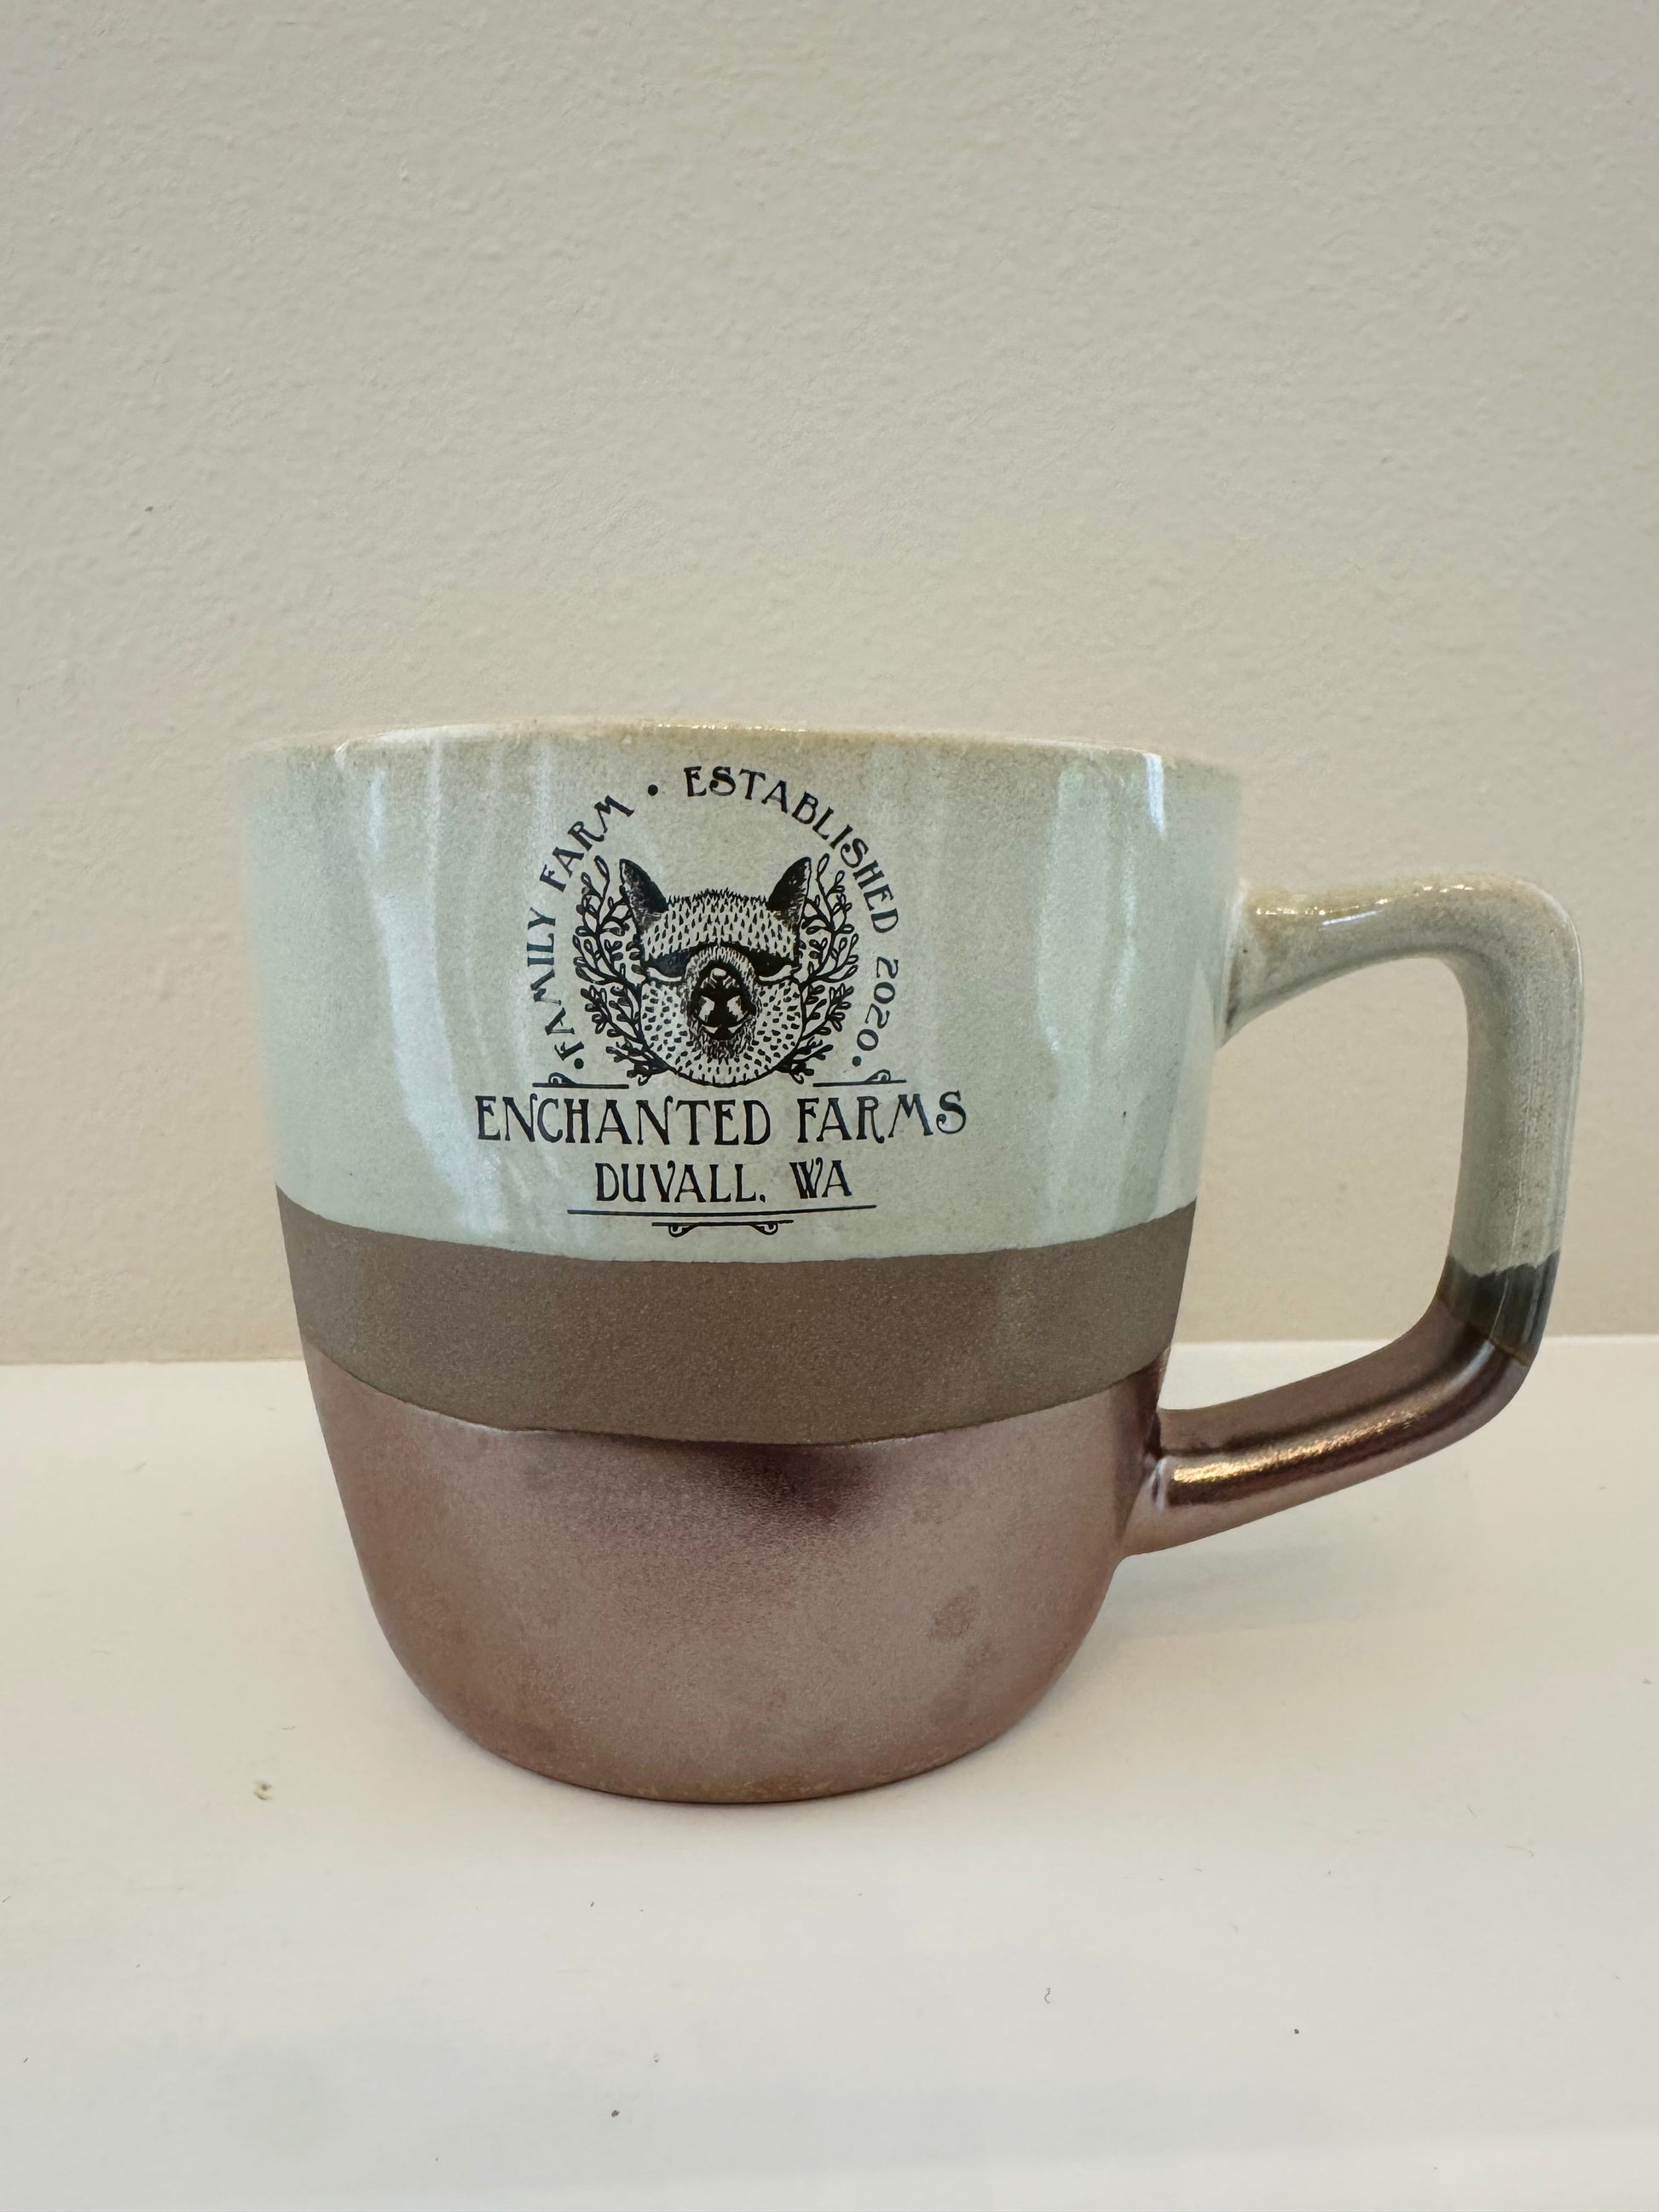 • FAMILY FARM • ESTABLISHED 2020 •
ENCHANTED FARMS
DUVALL, WA